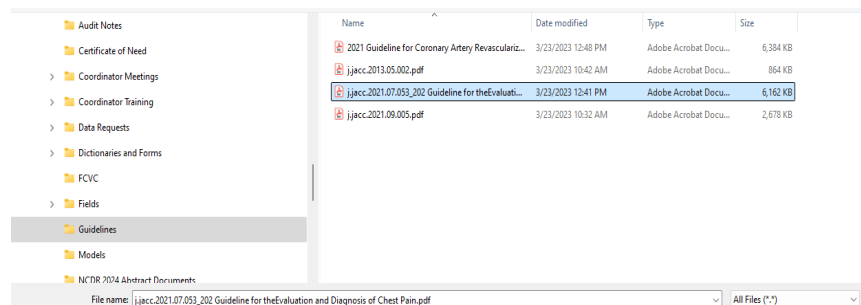 Name Date modified Type Size
Audit Notes
Certificate of Need
Coordinator Meetings
Coordinator Training
Data Requests
Dictionaries and Forms
FCVC
Fields
Guidelines
Models
NCDR 2024 Abstract Documents
2021 Guideline for Coronary Artery Revasculariz... 3/23/2023 12:48 PM Adobe Acrobat Docu... 6,384 KB
j.jacc.2013.05.002.pdf 3/23/2023 10:42 AM Adobe Acrobat Docu... 864 KB
j.jacc.2021.07.053_202 Guideline for theEvaluati... 3/23/2023 12:41 PM Adobe Acrobat Docu... 6,162 KB
j.jacc.2021.09.005.pdf 3/23/2023 10:32 AM Adobe Acrobat Docu... 2,678 KB
File name: j.jacc.2021.07.053_202 Guideline for theEvaluation and Diagnosis of Chest Pain.pdf All Files (*.*)